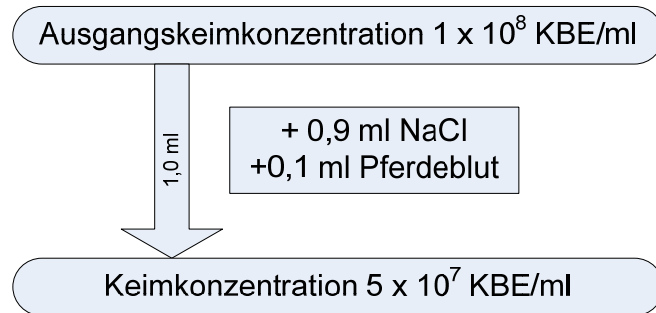 Ausgangskeimkonzentration 1 x 10⁸ KBE/ml
1,0 ml
+ 0,9 ml NaCl
+0,1 ml Pferdeblut
Keimkonzentration 5 x 10⁷ KBE/ml